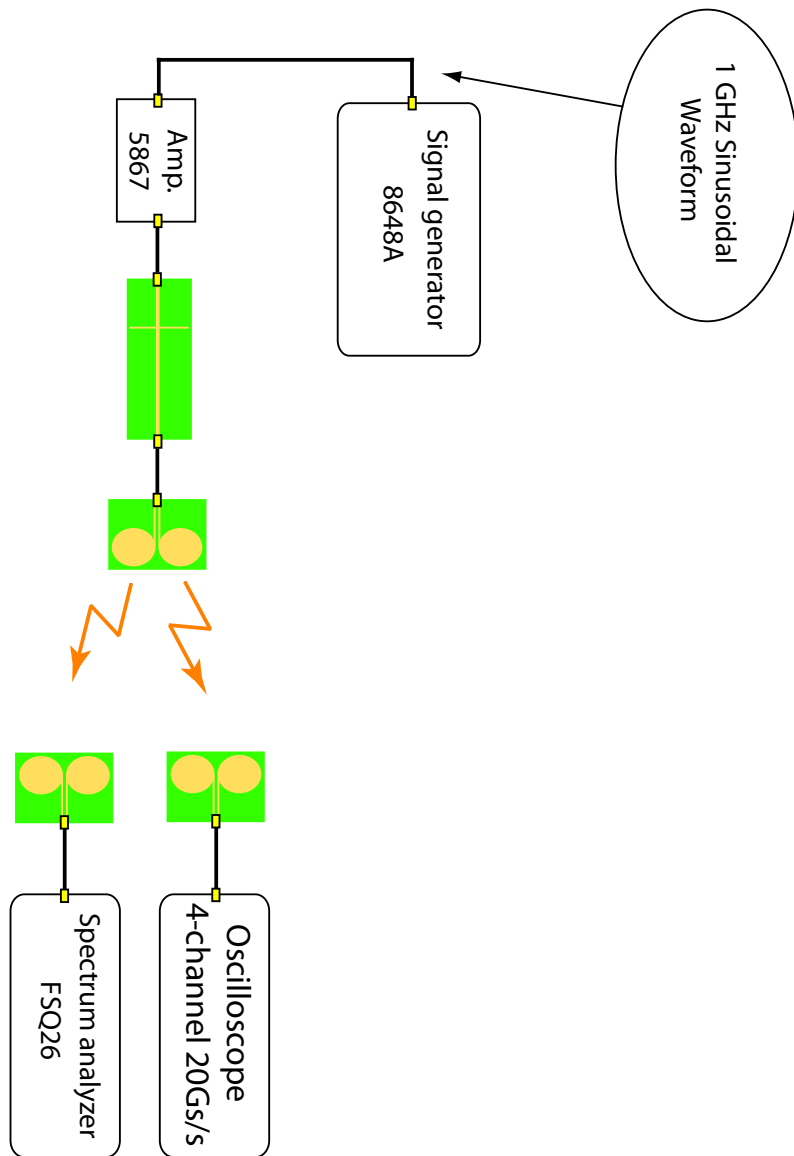 1 GHz Sinusoidal
Waveform
Signal generator
8648A
Amp.
5867
Oscilloscope
4-channel 20Gs/s
Spectrum analyzer
FSQ26